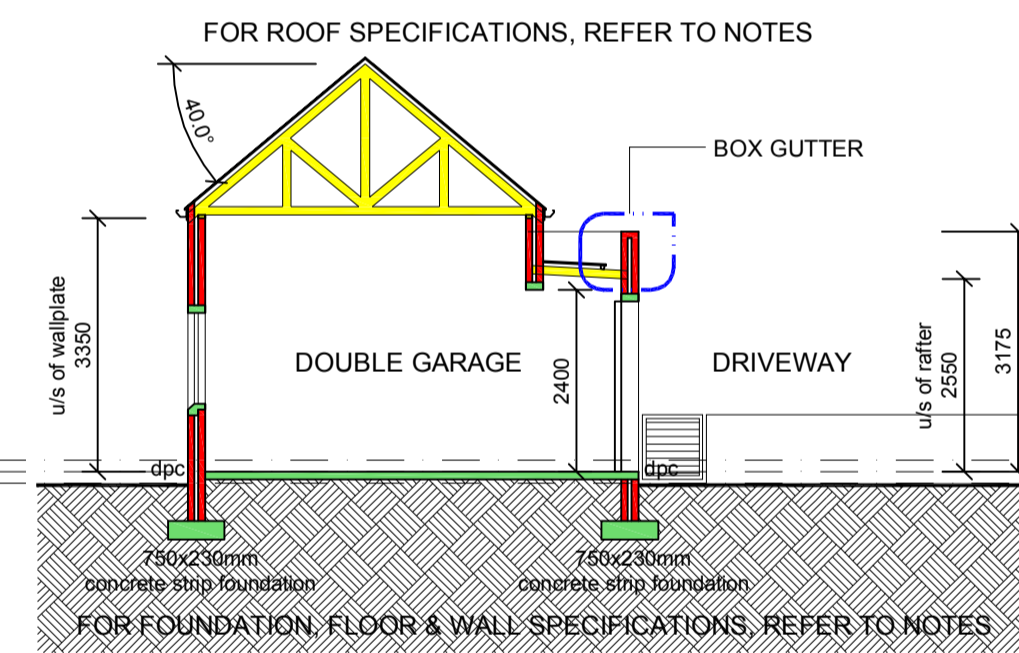 FOR ROOF SPECIFICATIONS, REFER TO NOTES
40.0°
BOX GUTTER
u/s of wallplate
3350
DOUBLE GARAGE
2400
DRIVEWAY
u/s of rafter
2550
3175
dpc
dpc
750x230mm
concrete strip foundation
750x230mm
concrete strip foundation
FOR FOUNDATION, FLOOR & WALL SPECIFICATIONS, REFER TO NOTES